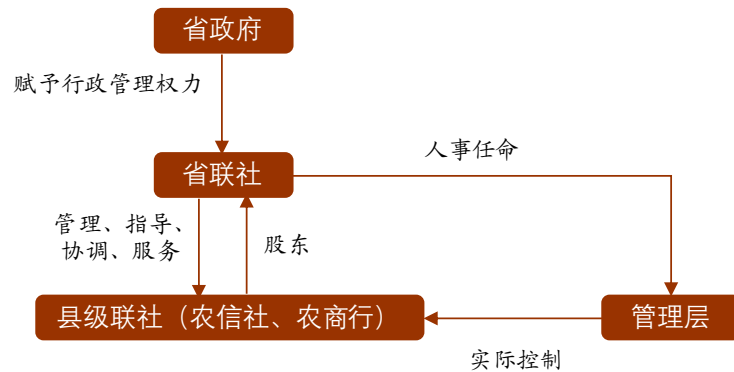 省政府
赋予行政管理权力
人事任命
省联社
管理、指导、
协调、服务
股东
县级联社（农信社、农商行）
管理层
实际控制